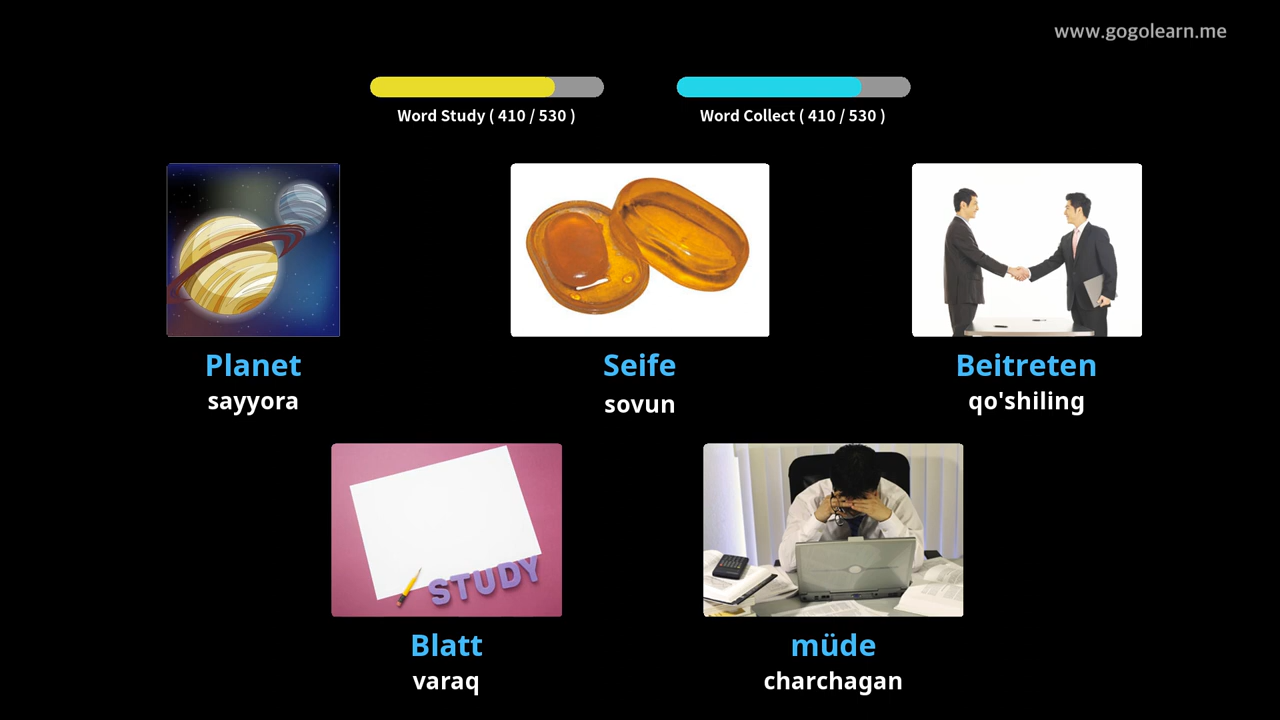 www.gogolearn.me
Word Study ( 410 / 530 )
Word Collect ( 410 / 530 )
Planet
sayyora
Seife
sovun
Beitreten
qo'shiling
STUDY
Blatt
varaq
müde
charchagan